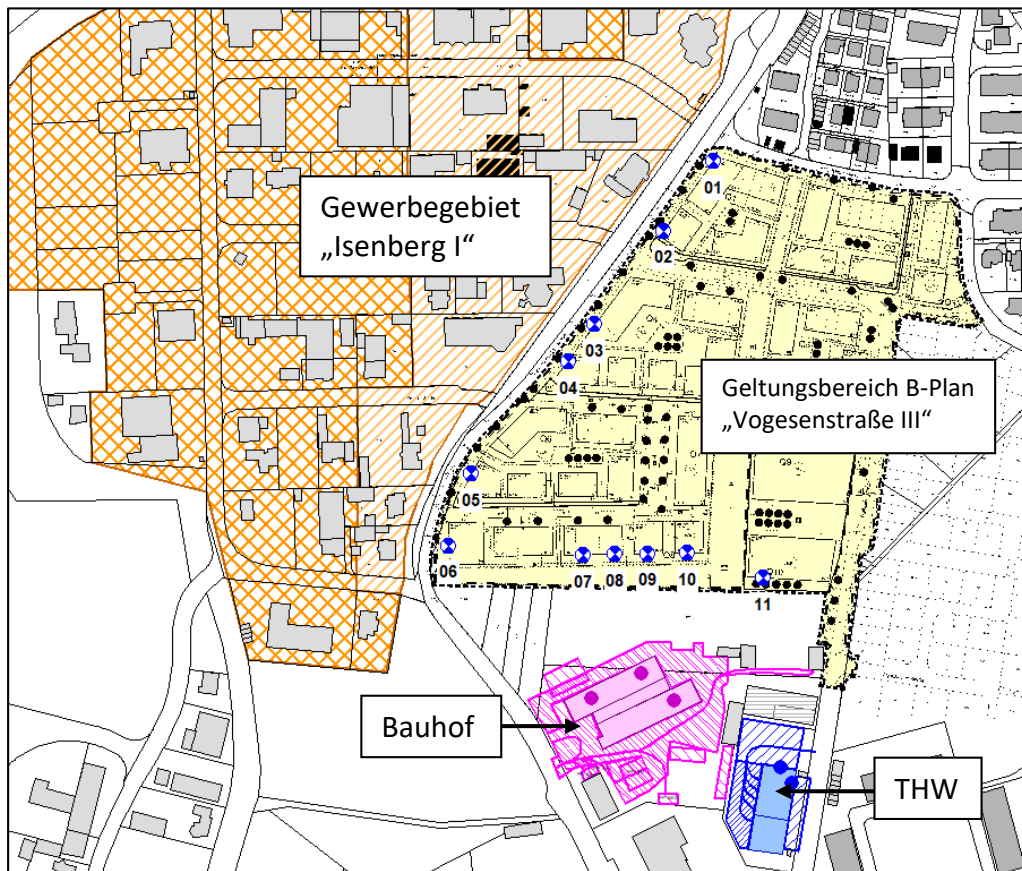 01
Gewerbegebiet
„Isenberg I“
02
03
04
Geltungsbereich B-Plan
„Vogesenstraße III“
05
06
07
08
09
10
11
Bauhof
THW